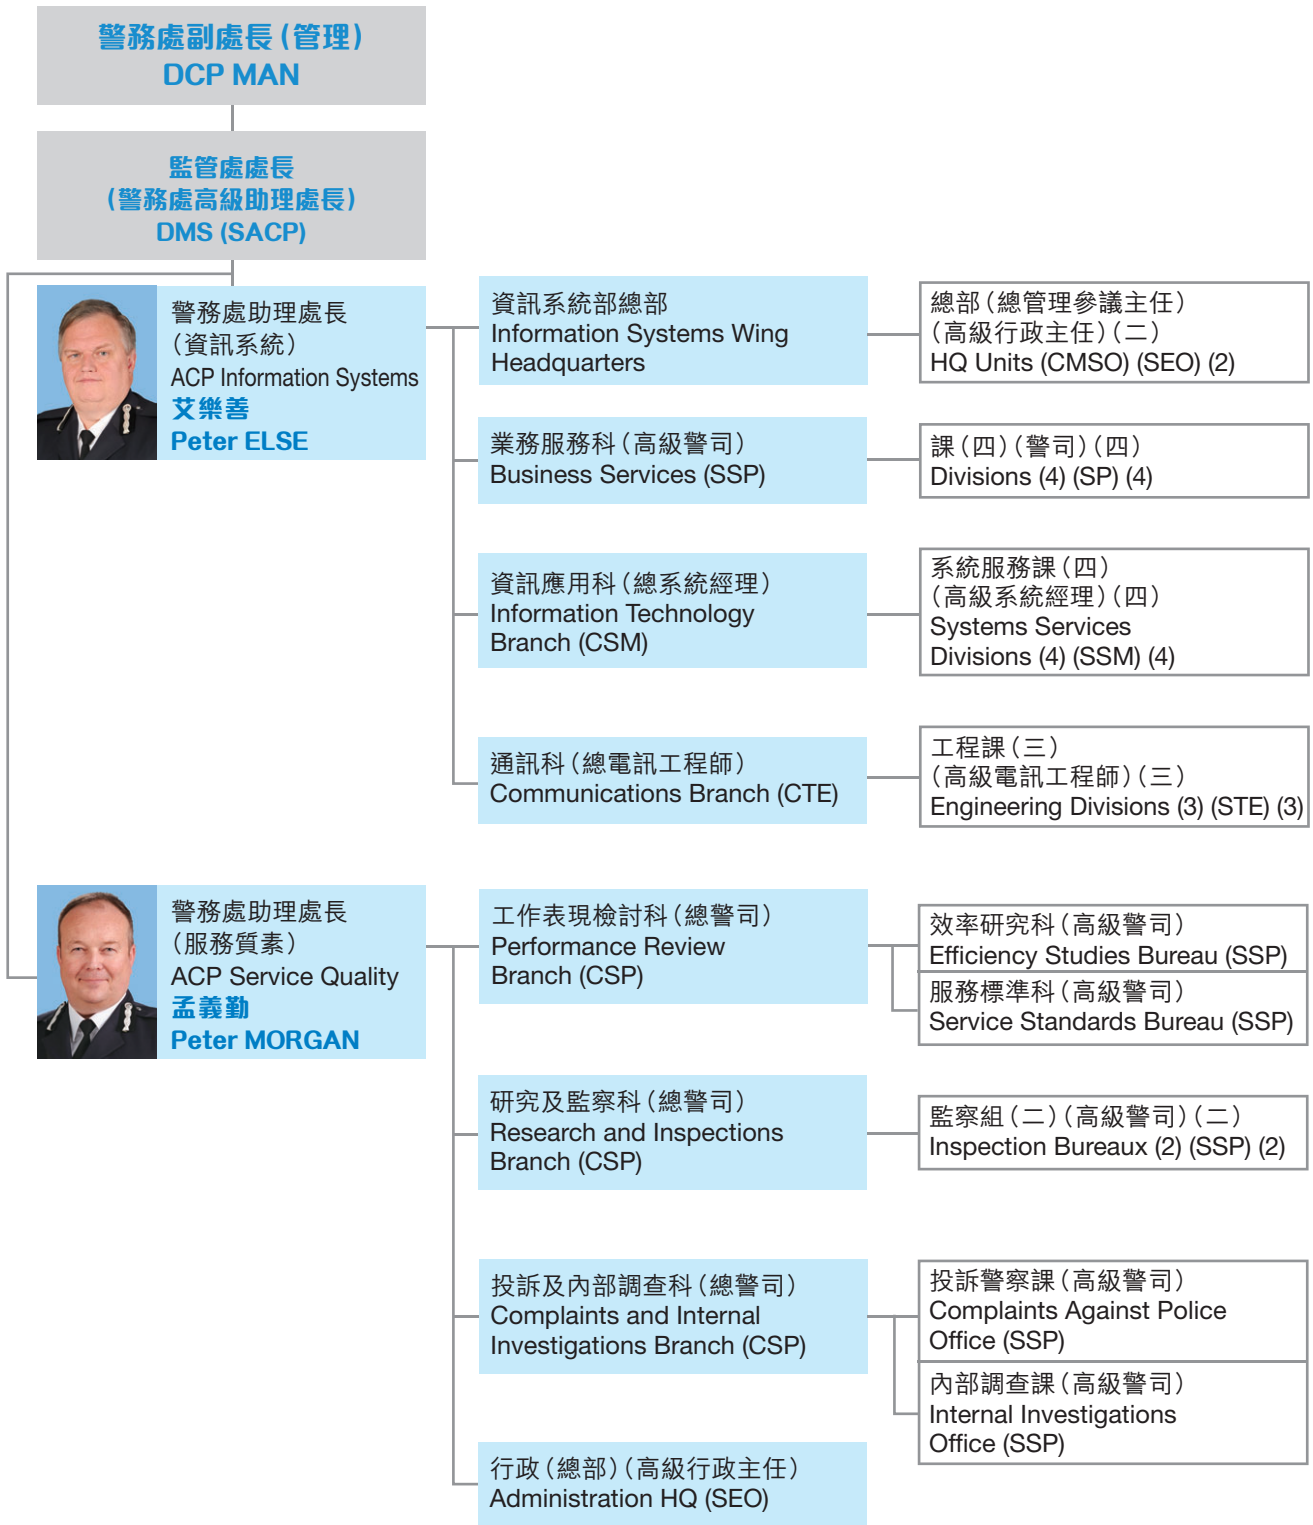 警務處副處長（管理）
DCP MAN
監管處處長
（警務處高級助理處長）
DMS (SACP)
警務處助理處長
（資訊系統）
ACP Information Systems
艾樂善
Peter ELSE
資訊系統部總部
Information Systems Wing
Headquarters
總部（總管理參議主任）
（高級行政主任）（二）
HQ Units (CMSO) (SEO) (2)
業務服務科（高級警司）
Business Services (SSP)
課（四）（警司）（四）
Divisions (4) (SP) (4)
資訊應用科（總系統經理）
Information Technology
Branch (CSM)
系統服務課（四）
（高級系統經理）（四）
Systems Services
Divisions (4) (SSM) (4)
通訊科（總電訊工程師）
Communications Branch (CTE)
工程課（三）
（高級電訊工程師）（三）
Engineering Divisions (3) (STE) (3)
警務處助理處長
（服務質素）
ACP Service Quality
孟義勤
Peter MORGAN
工作表現檢討科（總警司）
Performance Review
Branch (CSP)
效率研究科（高級警司）
Efficiency Studies Bureau (SSP)
服務標準科（高級警司）
Service Standards Bureau (SSP)
研究及監察科（總警司）
Research and Inspections
Branch (CSP)
監察組（二）（高級警司）（二）
Inspection Bureaux (2) (SSP) (2)
投訴及內部調查科（總警司）
Complaints and Internal
Investigations Branch (CSP)
投訴警察課（高級警司）
Complaints Against Police
Office (SSP)
內部調查課（高級警司）
Internal Investigations
Office (SSP)
行政（總部）（高級行政主任）
Administration HQ (SEO)